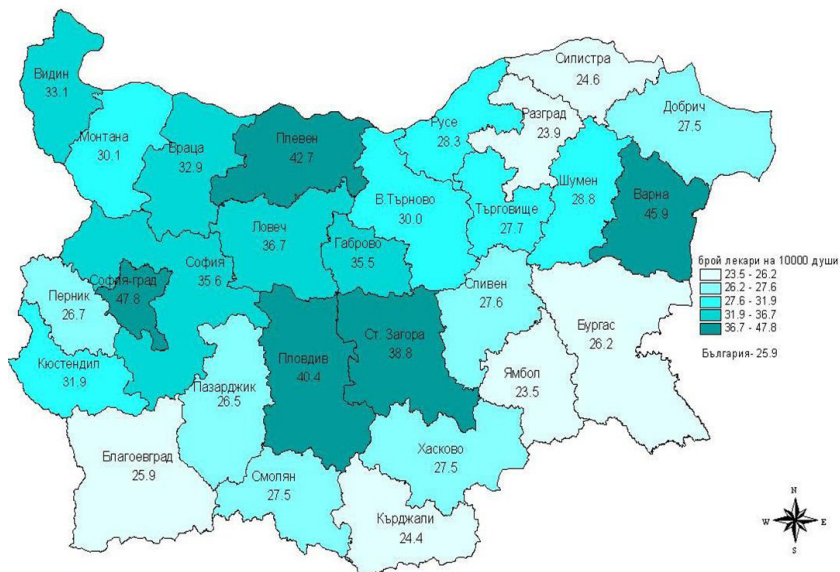 Силистра
24.6
Видин
33.1
Разград
23.9
Добрич
27.5
Русе
28.3
Монтана
30.1
Враца
32.9
Плевен
42.7
Шумен
28.8
Варна
45.9
В.Търново
30.0
Търговище
27.7
Ловеч
36.7
Габрово
35.5
София
35.6
София-град
47.8
Перник
26.7
Сливен
27.6
Бургас
26.2
брой лекари на 10000 души
23.5 - 26.2
26.2 - 27.6
27.6 - 31.9
31.9 - 36.7
36.7 - 47.8
България- 25.9
Кюстендил
31.9
Пазарджик
26.5
Пловдив
40.4
Ст. Загора
38.8
Ямбол
23.5
Благоевград
25.9
Смолян
27.5
Хасково
27.5
Кърджали
24.4
N
W E
S